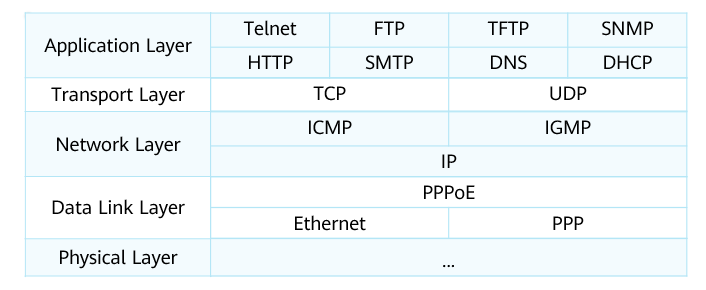 Application Layer
Telnet FTP TFTP SNMP
HTTP SMTP DNS DHCP
Transport Layer
TCP UDP
Network Layer
ICMP IGMP
IP
Data Link Layer
PPPoE
Ethernet PPP
Physical Layer
...